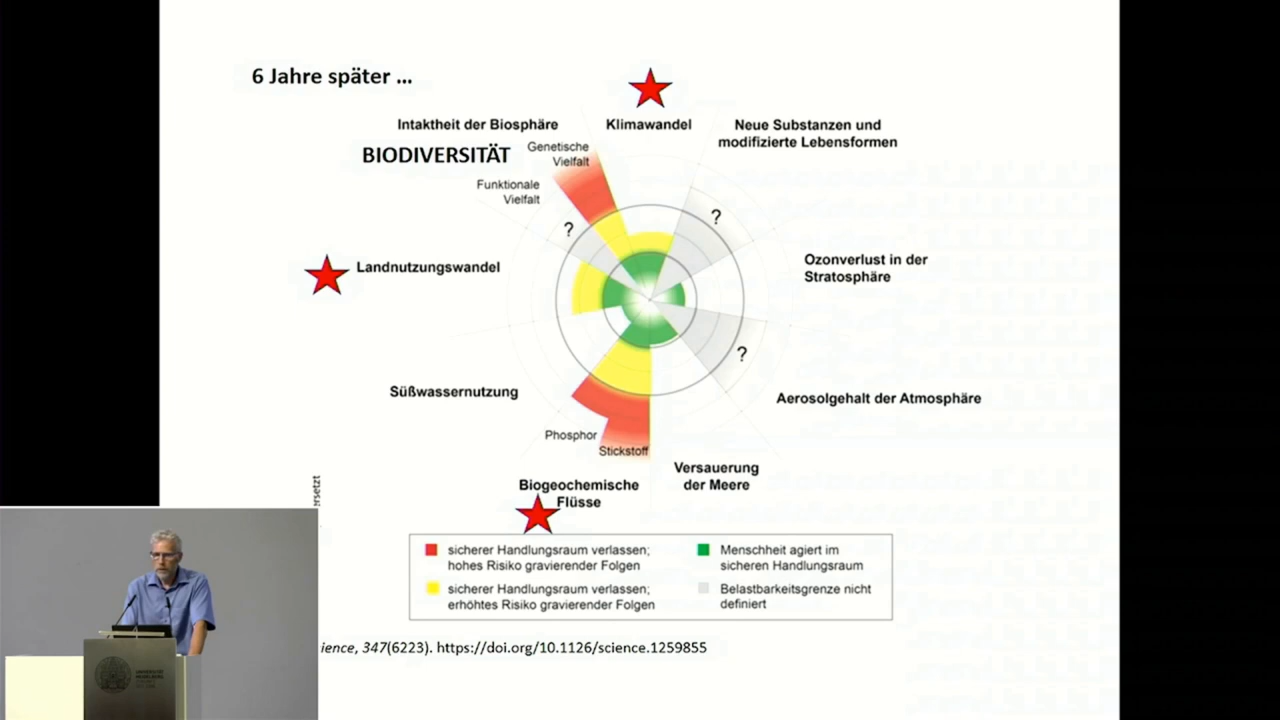 6 Jahre später ...
Intaktheit der Biosphäre
Klimawandel
Neue Substanzen und
modifizierte Lebensformen
BIODIVERSITÄT
Genetische
Vielfalt
Funktionale
Vielfalt
?
?
Landnutzungswandel
Ozonverlust in der
Stratosphäre
?
Süßwassernutzung
Aerosolgehalt der Atmosphäre
Phosphor
Stickstoff
Versauerung
der Meere
Biogeochemische
Flüsse
ersetzt
sicherer Handlungsraum verlassen;
hohes Risiko gravierender Folgen
Menschheit agiert im
sicheren Handlungsraum
sicherer Handlungsraum verlassen;
erhöhtes Risiko gravierender Folgen
Belastbarkeitsgrenze nicht
definiert
ience, 347(6223). https://doi.org/10.1126/science.1259855